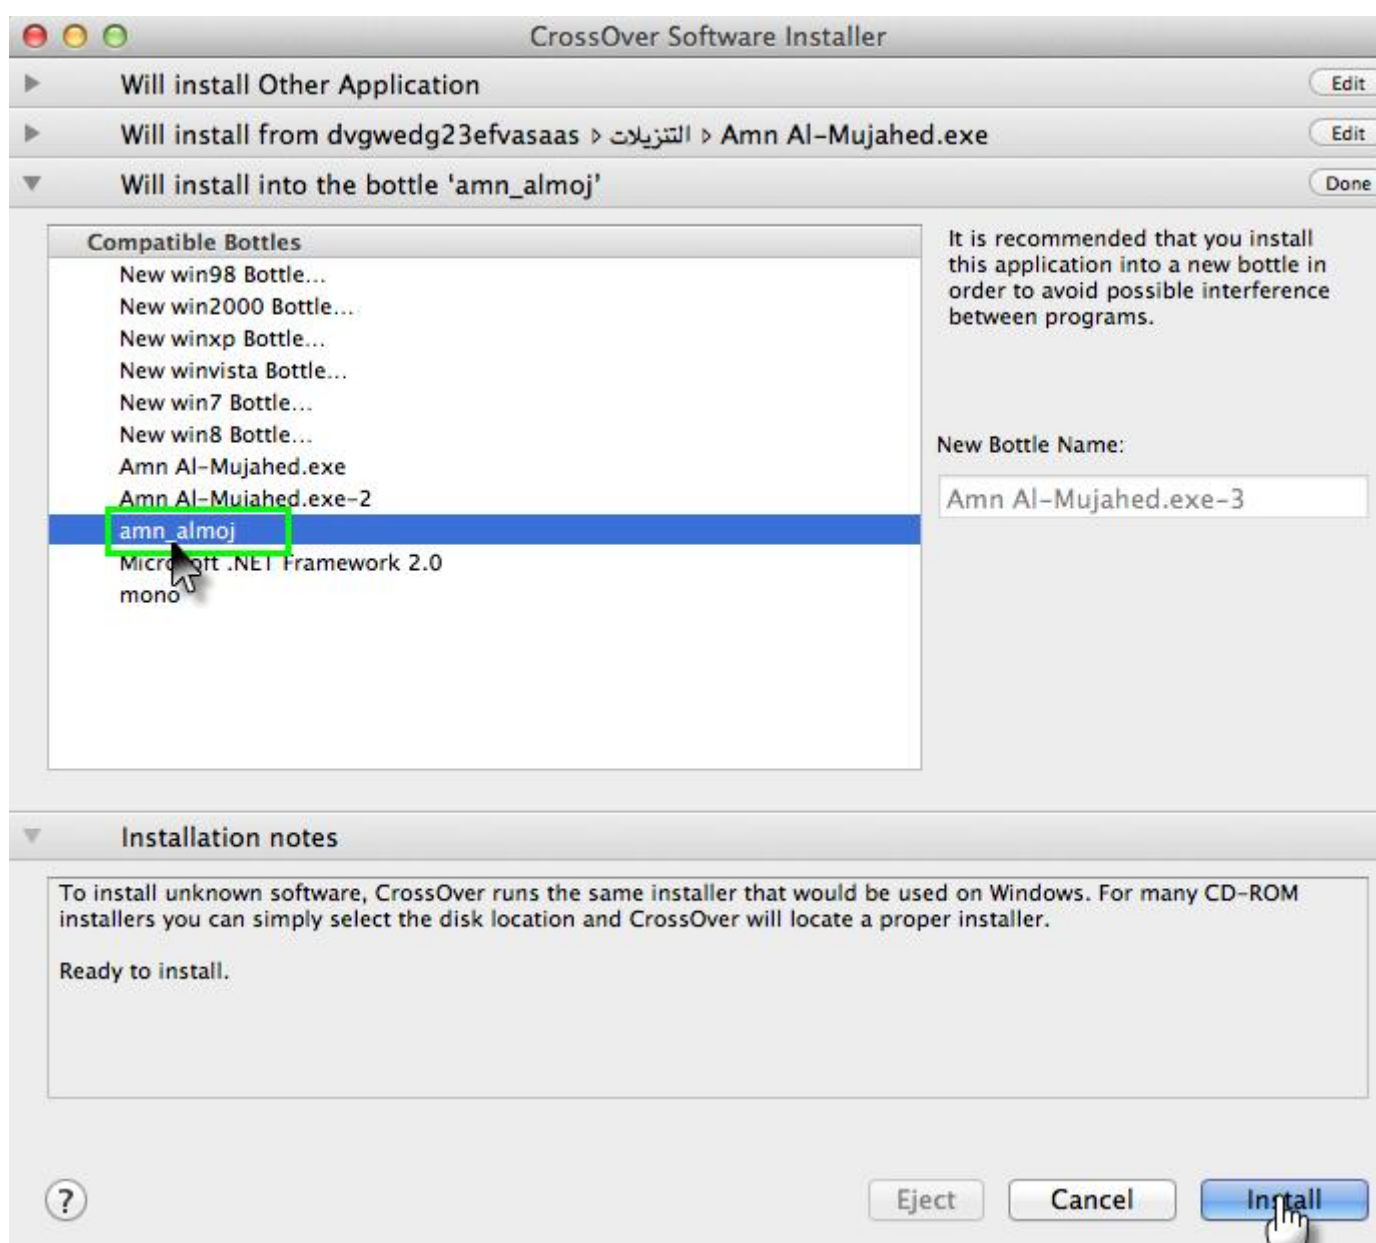 CrossOver Software Installer
Will install Other Application
Edit
Will install from dvgwedg23efvasaas ▹ التنزيلات ▹ Amn Al-Mujahed.exe
Edit
Will install into the bottle 'amn_almoj'
Done
Compatible Bottles
New win98 Bottle...
New win2000 Bottle...
New winxp Bottle...
New winvista Bottle...
New win7 Bottle...
New win8 Bottle...
Amn Al-Mujahed.exe
Amn Al-Mujahed.exe-2
amn_almoj
Microsoft .NET Framework 2.0
mono
It is recommended that you install
this application into a new bottle in
order to avoid possible interference
between programs.
New Bottle Name:
Amn Al-Mujahed.exe-3
Installation notes
To install unknown software, CrossOver runs the same installer that would be used on Windows. For many CD-ROM
installers you can simply select the disk location and CrossOver will locate a proper installer.
Ready to install.
?
Eject
Cancel
Install